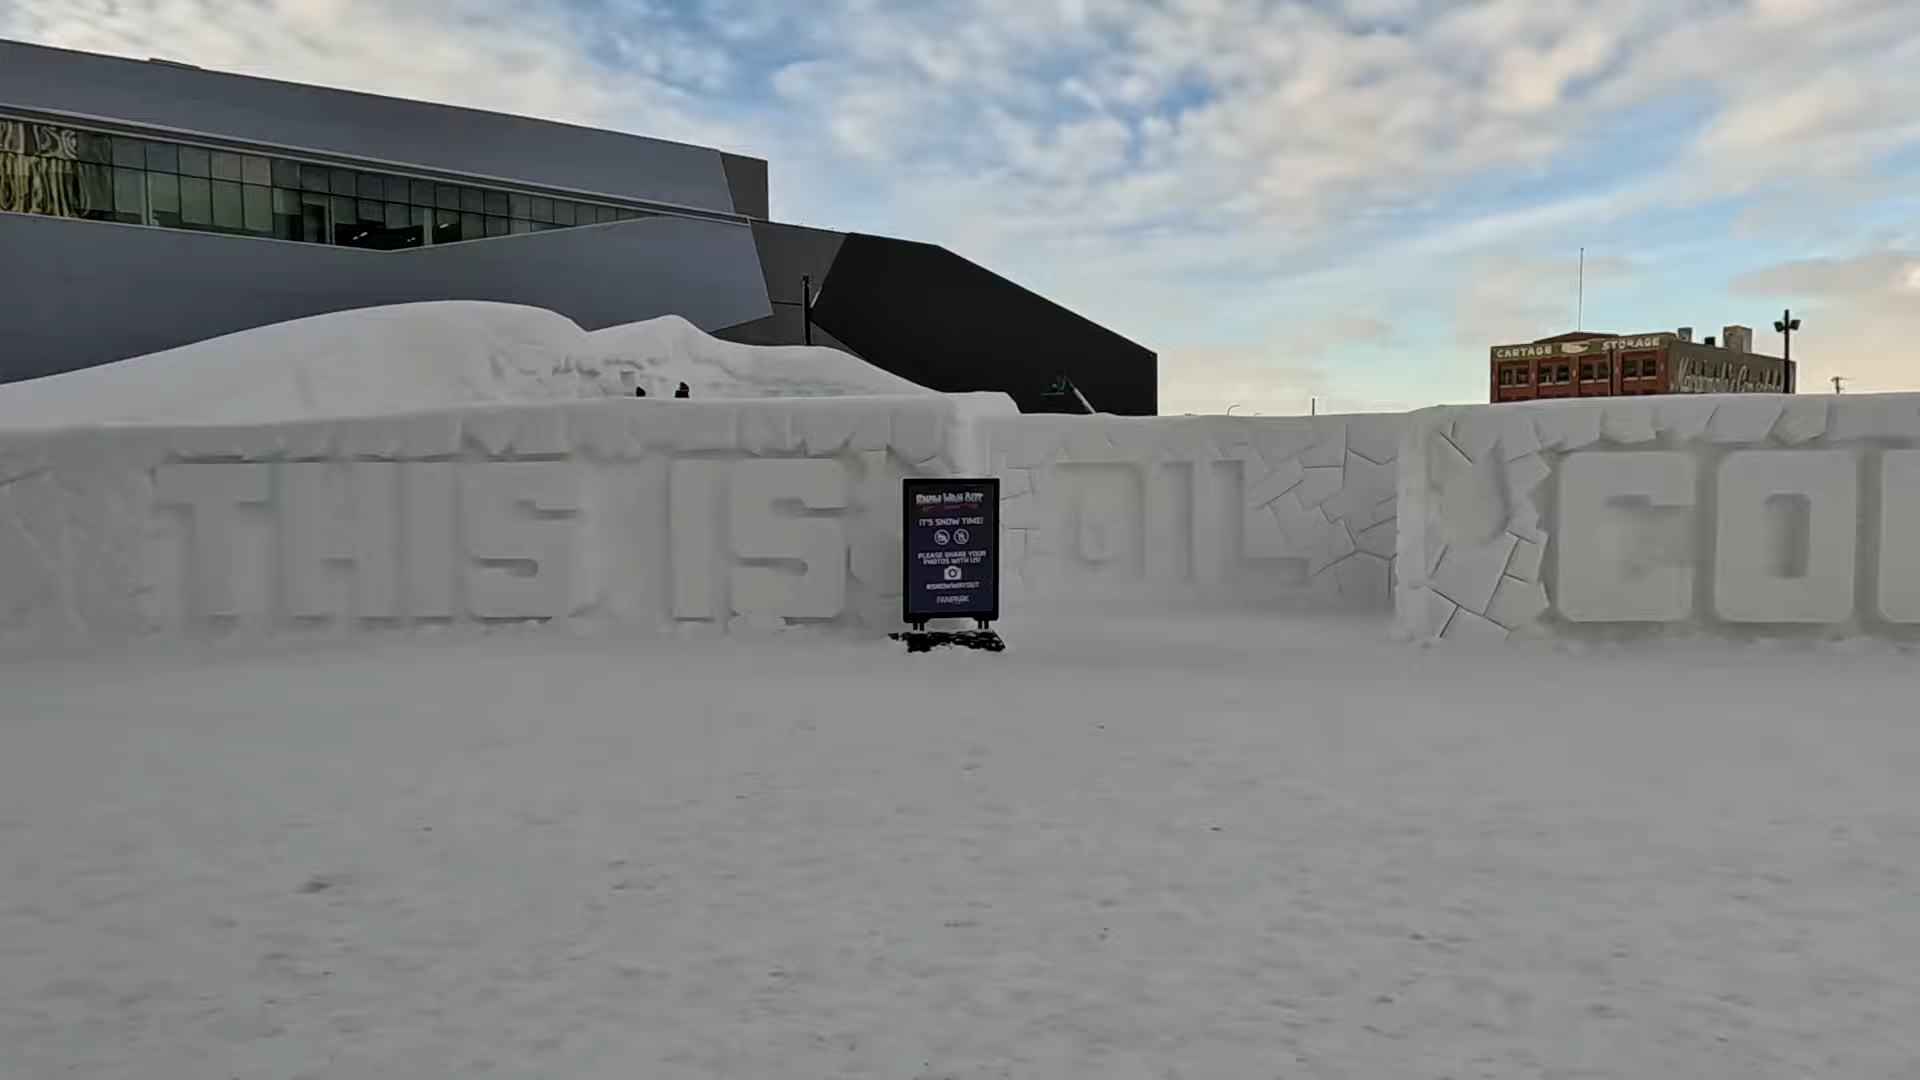 CARTAGE STORAGE
THIS IS OIL CO
SNOW WAY OUT
IT'S SNOW TIME!
PLEASE SHARE YOUR
PHOTOS WITH US!
#SNOWWAYOUT
FANPARK